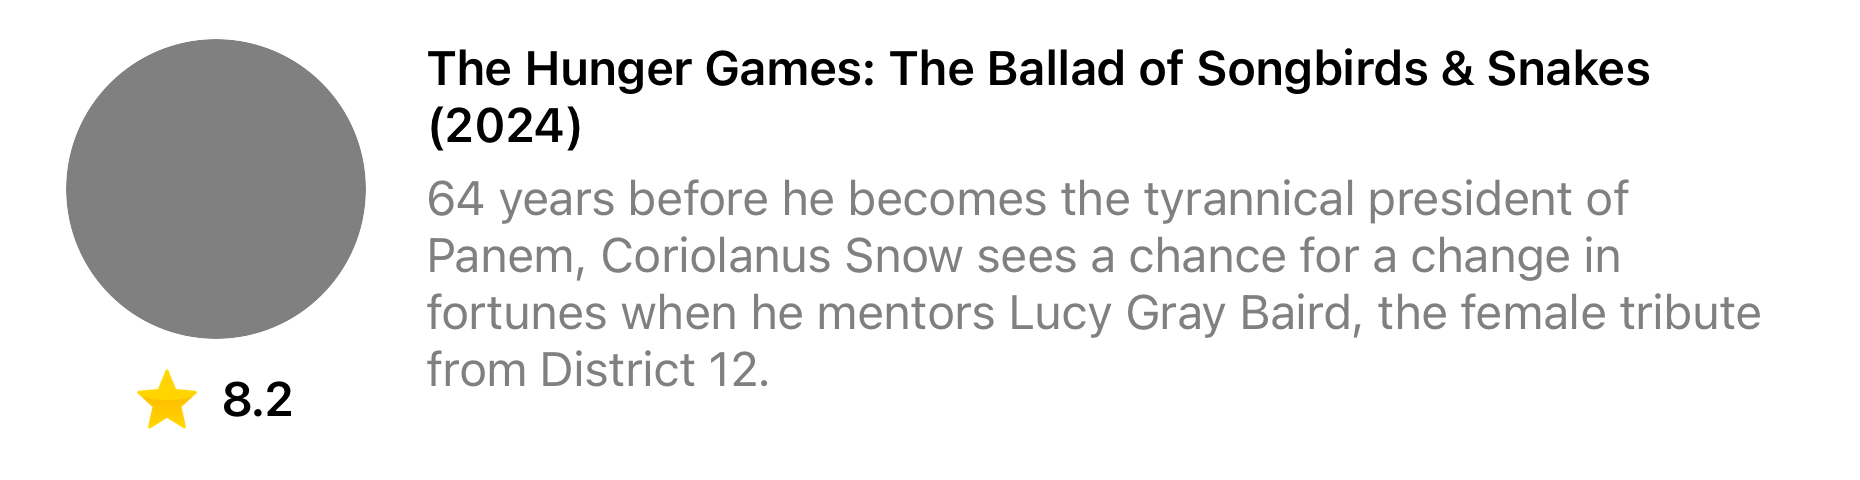 The Hunger Games: The Ballad of Songbirds & Snakes
(2024)
64 years before he becomes the tyrannical president of
Panem, Coriolanus Snow sees a chance for a change in
fortunes when he mentors Lucy Gray Baird, the female tribute
from District 12.
8.2